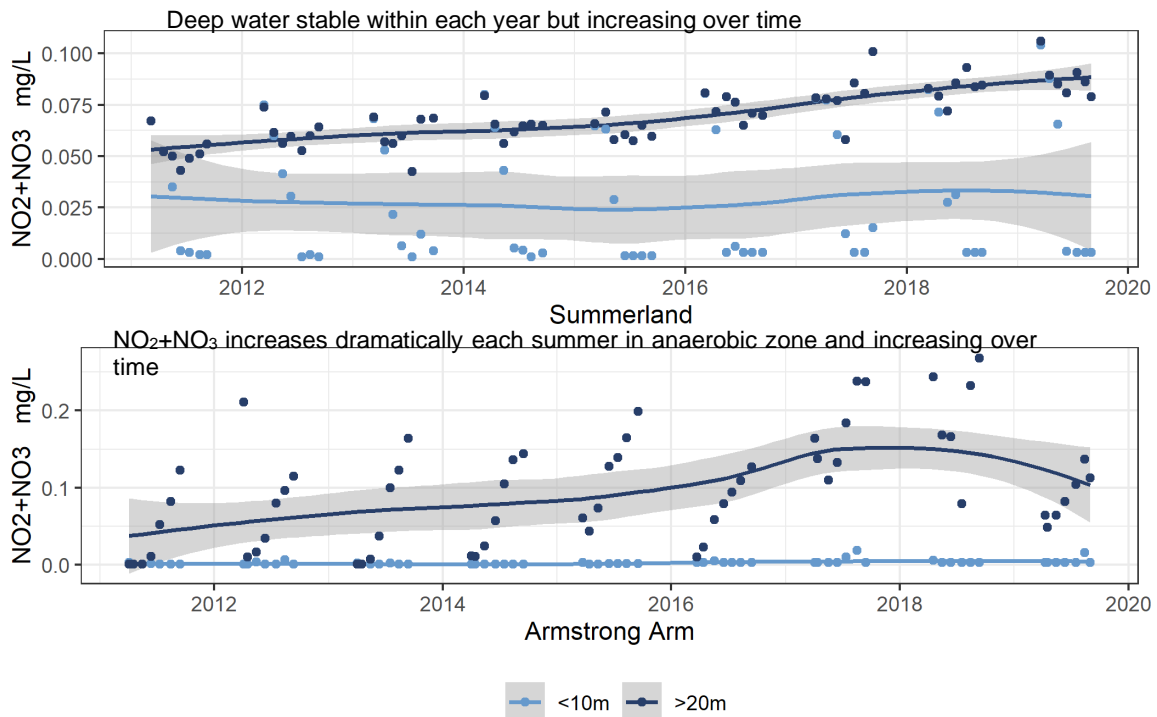 Deep water stable within each year but increasing over time
NO2+NO3 mg/L
0.100
0.075
0.050
0.025
0.000
2012 2014 2016 2018 2020
Summerland
NO₂+NO₃ increases dramatically each summer in anaerobic zone and increasing over
time
NO2+NO3 mg/L
0.2
0.1
0.0
2012 2014 2016 2018 2020
Armstrong Arm
<10m >20m